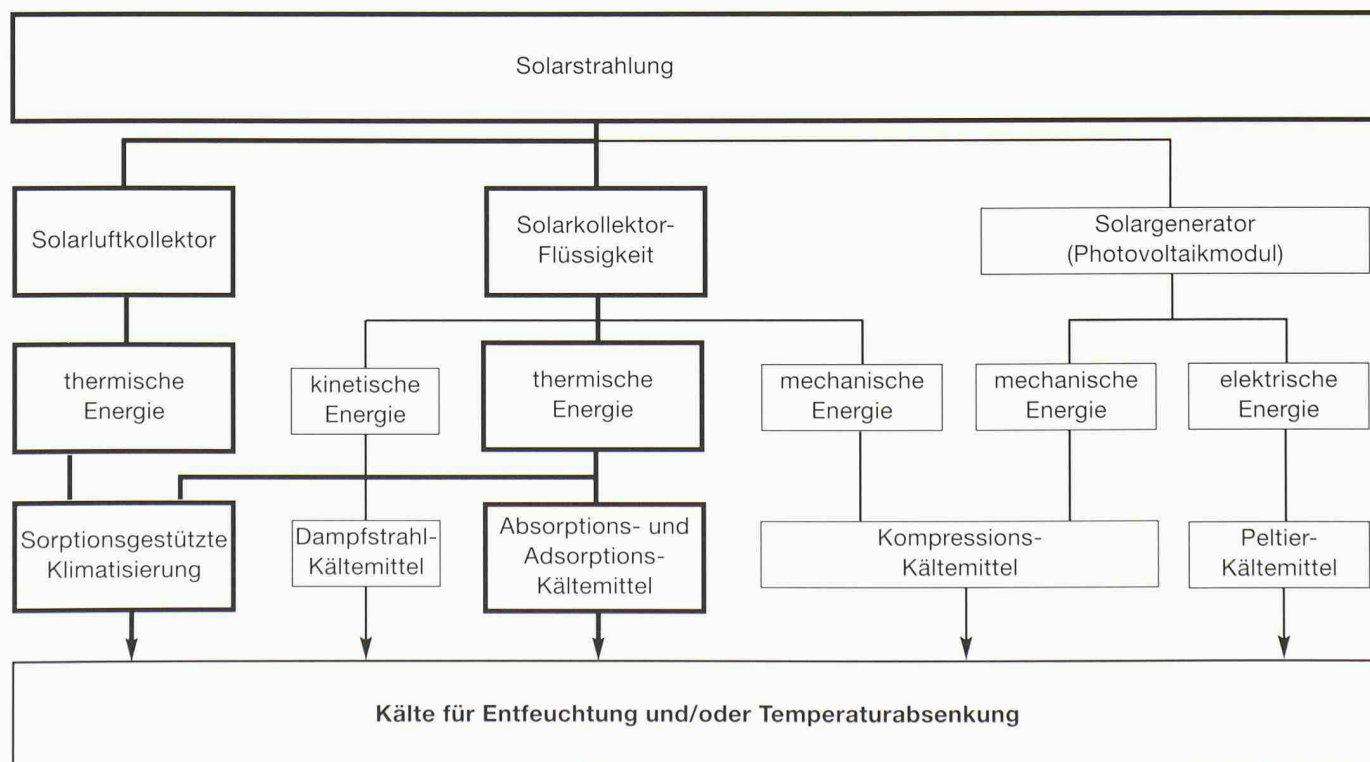 Solarstrahlung
Solarluftkollektor
Solarkollektor-
Flüssigkeit
Solargenerator
(Photovoltaikmodul)
thermische
Energie
kinetische
Energie
thermische
Energie
mechanische
Energie
mechanische
Energie
elektrische
Energie
Sorptionsgestützte
Klimatisierung
Dampfstrahl-
Kältemittel
Absorptions- und
Adsorptions-
Kältemittel
Kompressions-
Kältemittel
Peltier-
Kältemittel
Kälte für Entfeuchtung und/oder Temperaturabsenkung